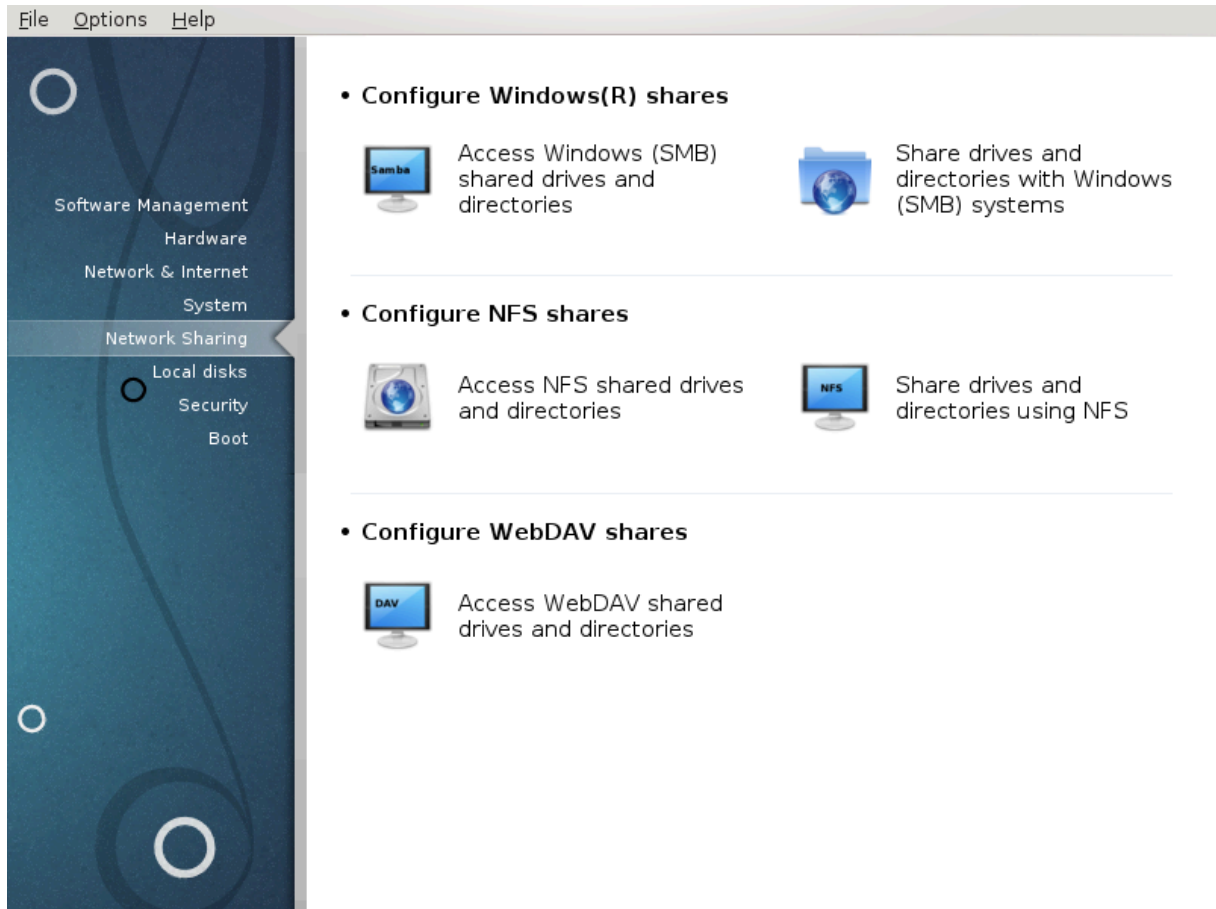 File Options Help
Software Management
Hardware
Network & Internet
System
Network Sharing
Local disks
Security
Boot
• Configure Windows(R) shares
Samba
Access Windows (SMB)
shared drives and
directories
Share drives and
directories with Windows
(SMB) systems
• Configure NFS shares
Access NFS shared drives
and directories
NFS
Share drives and
directories using NFS
• Configure WebDAV shares
DAV
Access WebDAV shared
drives and directories